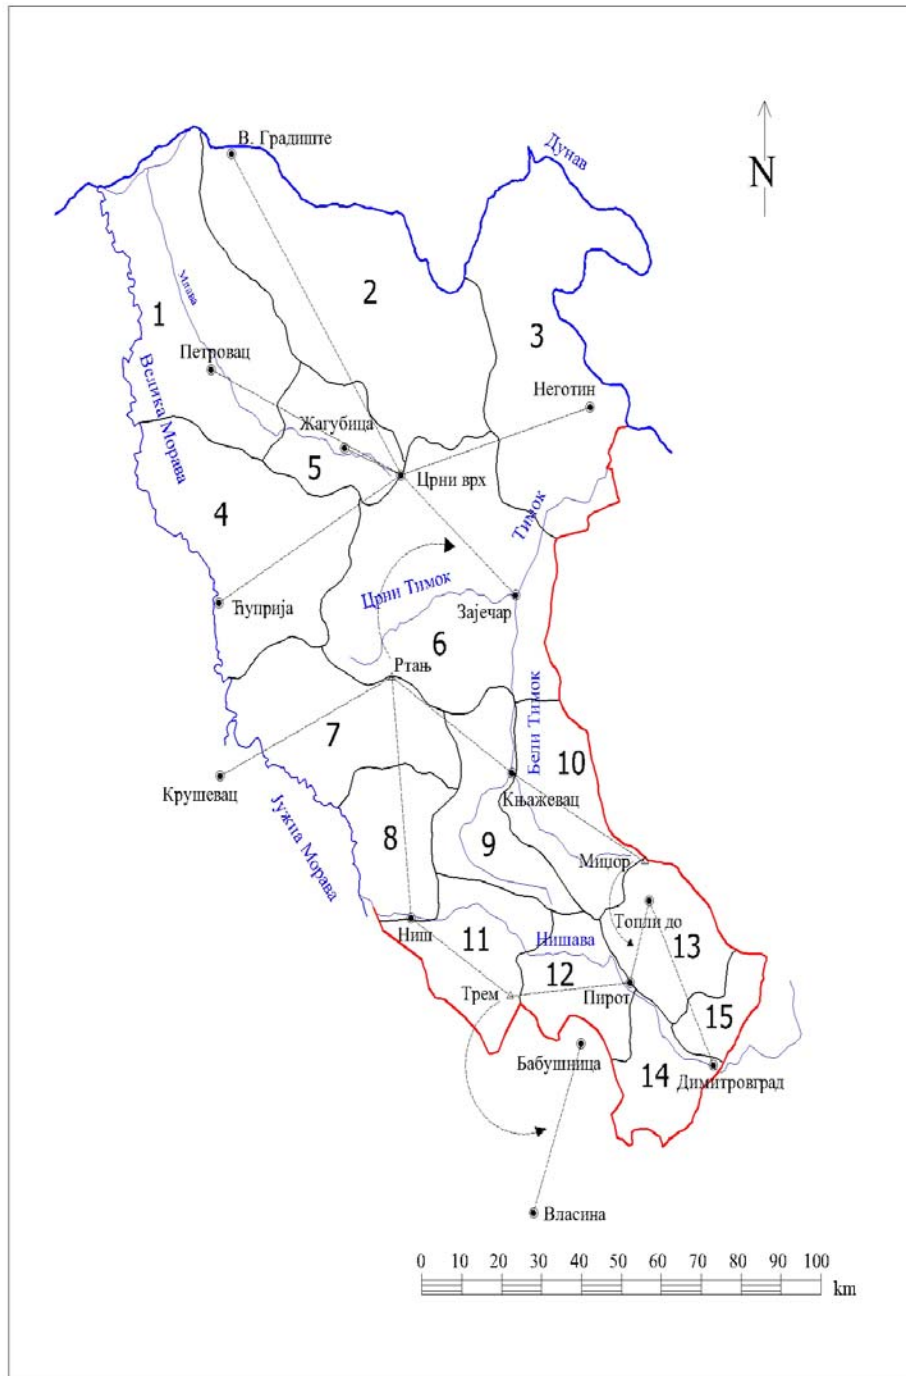 В. Градиште
Дунав
N
2
Млава
1
3
Петровац
Велика Морава
Неготин
Жагубица
5
Црни врх
4
Тимок
Црни Тимок
Ћуприја
Зајечар
6
Ртањ
Бели Тимок
7
10
Крушевац
Књажевац
Јужна Морава
8
9
Миџор
Топли до
Ниш
11
Нишава
13
12
Трем
Пирот
15
Бабушница
14
Димитровград
Власина
0 10 20 30 40 50 60 70 80 90 100
km